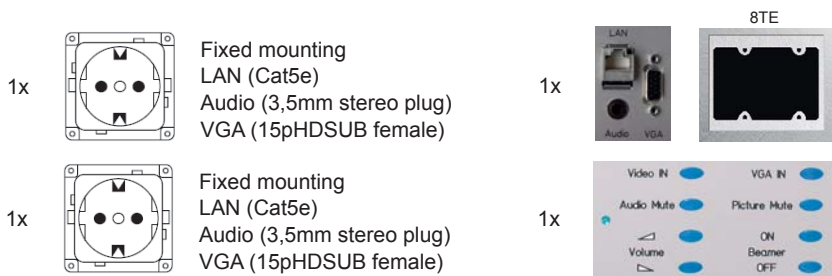 1x
Fixed mounting
LAN (Cat5e)
Audio (3,5mm stereo plug)
VGA (15pHDSUB female)
1x
LAN
Audio VGA
8TE
1x
Fixed mounting
LAN (Cat5e)
Audio (3,5mm stereo plug)
VGA (15pHDSUB female)
1x
Video IN VGA IN
Audio Mute Picture Mute
ON
Volume Beamer
OFF